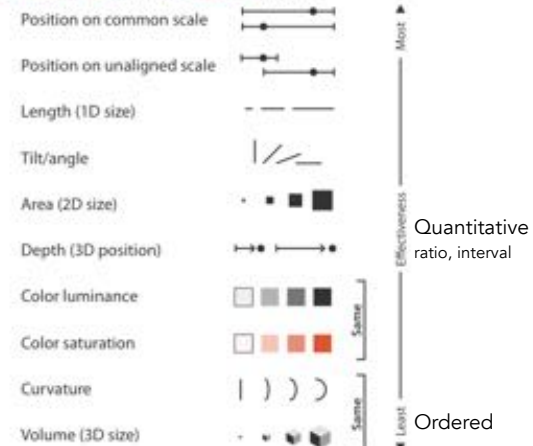 Position on common scale
Most
Position on unaligned scale
Length (1D size)
Tilt/angle
Area (2D size)
Effectiveness
Quantitative
Depth (3D position)
ratio, interval
Color luminance
Same
Color saturation
Curvature
Same
Least
Ordered
Volume (3D size)